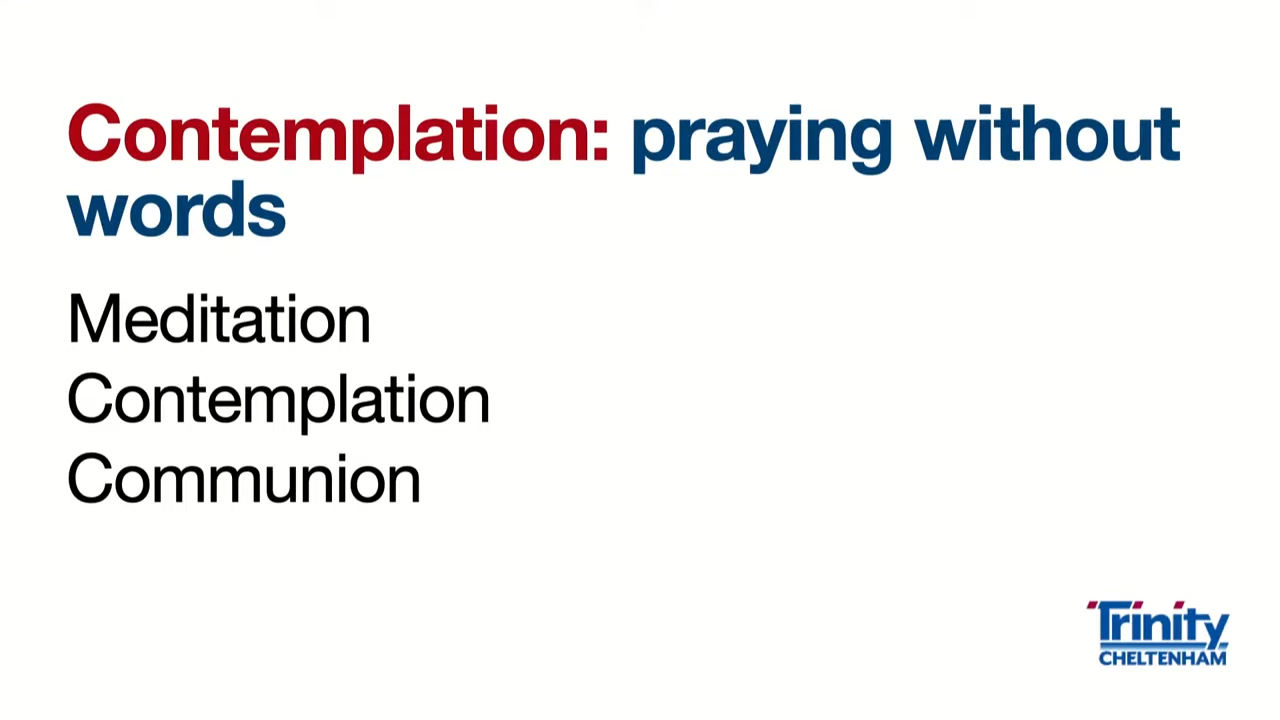 Contemplation: praying without
words
Meditation
Contemplation
Communion
Trinity
CHELTENHAM